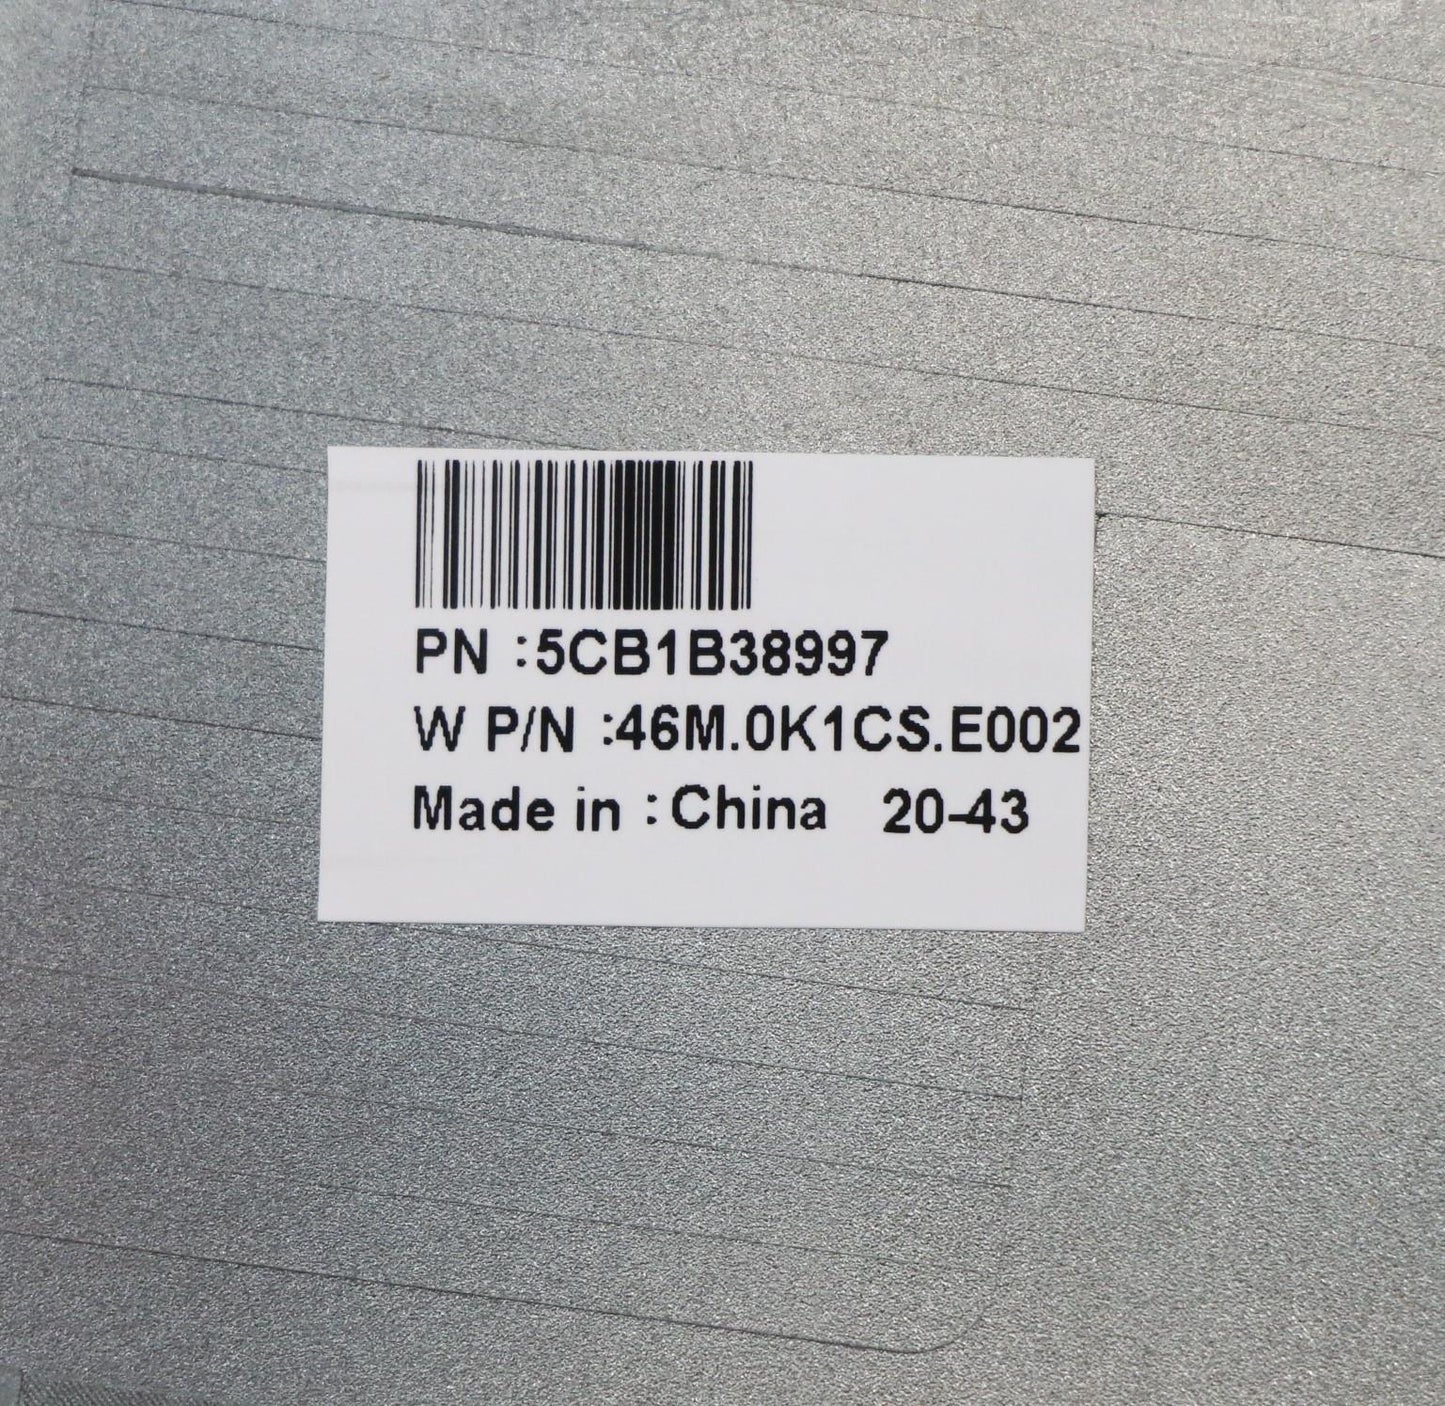 PN :5CB1B38997
W P/N :46M.0K1CS.E002
Made in : China 20-43